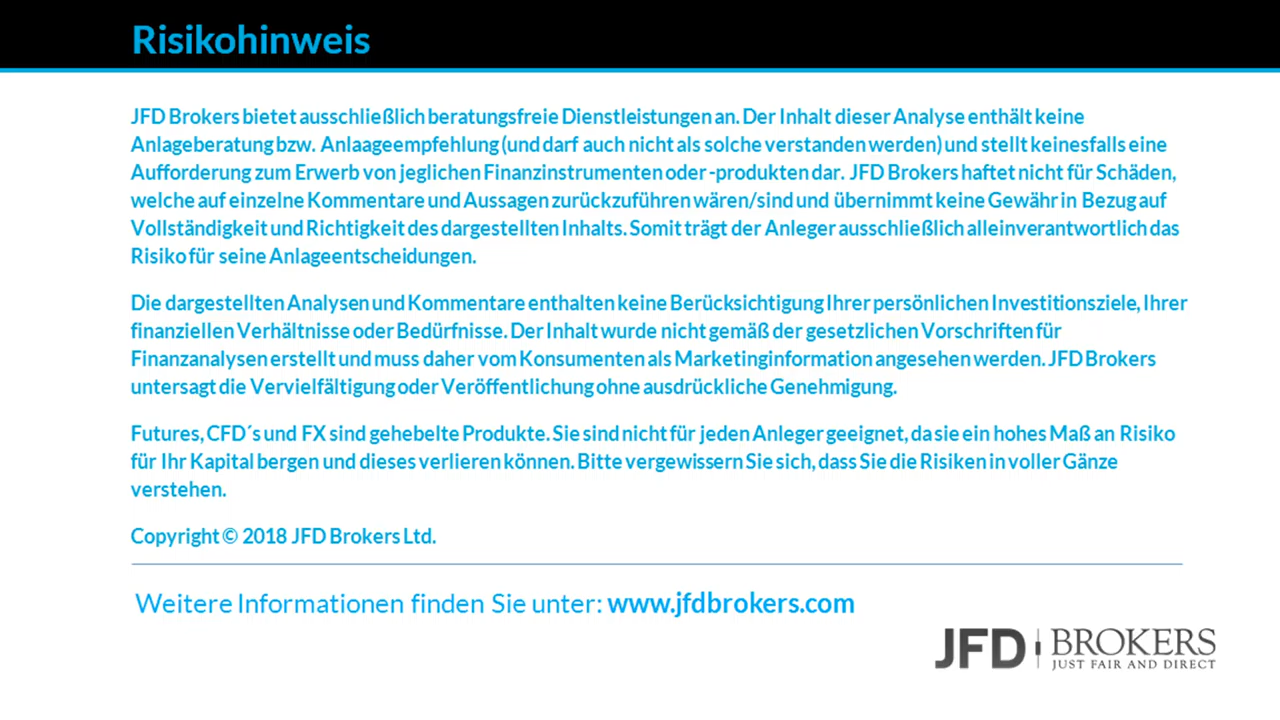 Risikohinweis
JFD Brokers bietet ausschließlich beratungsfreie Dienstleistungen an. Der Inhalt dieser Analyse enthält keine
Anlageberatung bzw. Anlaageempfehlung (und darf auch nicht als solche verstanden werden) und stellt keinesfalls eine
Aufforderung zum Erwerb von jeglichen Finanzinstrumenten oder -produkten dar. JFD Brokers haftet nicht für Schäden,
welche auf einzelne Kommentare und Aussagen zurückzuführen wären/sind und übernimmt keine Gewähr in Bezug auf
Vollständigkeit und Richtigkeit des dargestellten Inhalts. Somit trägt der Anleger ausschließlich alleinverantwortlich das
Risiko für seine Anlageentscheidungen.
Die dargestellten Analysen und Kommentare enthalten keine Berücksichtigung Ihrer persönlichen Investitionsziele, Ihrer
finanziellen Verhältnisse oder Bedürfnisse. Der Inhalt wurde nicht gemäß der gesetzlichen Vorschriften für
Finanzanalysen erstellt und muss daher vom Konsumenten als Marketinginformation angesehen werden. JFD Brokers
untersagt die Vervielfältigung oder Veröffentlichung ohne ausdrückliche Genehmigung.
Futures, CFD´s und FX sind gehebelte Produkte. Sie sind nicht für jeden Anleger geeignet, da sie ein hohes Maß an Risiko
für Ihr Kapital bergen und dieses verlieren können. Bitte vergewissern Sie sich, dass Sie die Risiken in voller Gänze
verstehen.
Copyright © 2018 JFD Brokers Ltd.
Weitere Informationen finden Sie unter: www.jfdbrokers.com
JFD BROKERS
JUST FAIR AND DIRECT